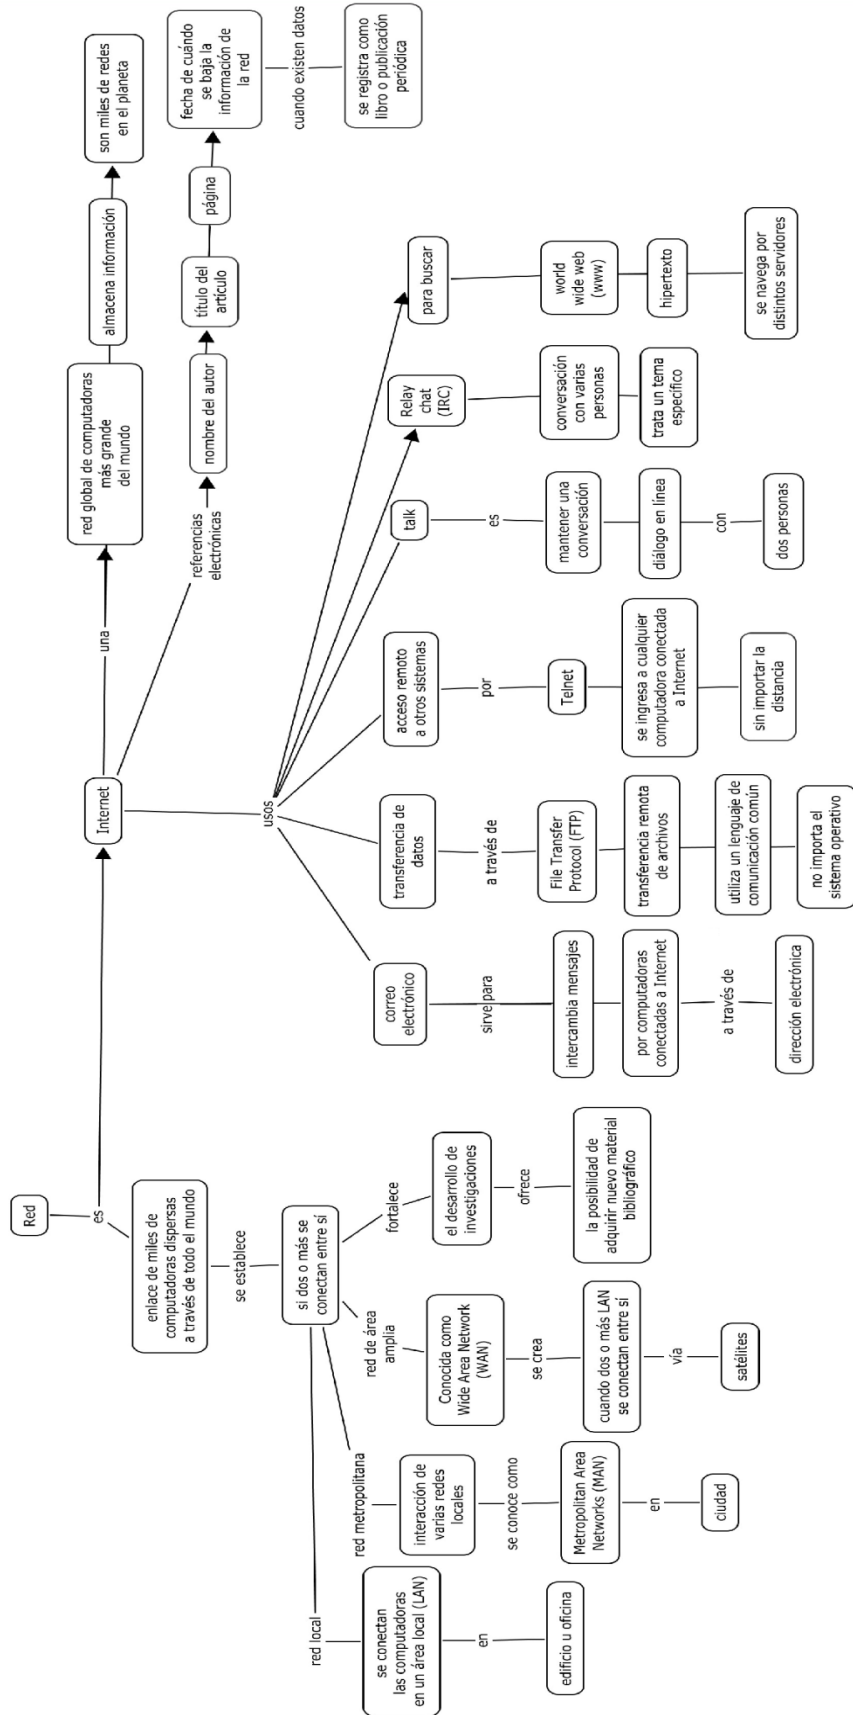 Red
es
enlace de miles de
computadoras dispersas
a través de todo el mundo
se establece
si dos o más se
conectan entre sí
red local
se conectan
las computadoras
en un área local (LAN)
en
edificio u oficina
red metropolitana
interacción de
varias redes
locales
se conoce como
Metropolitan Area
Networks (MAN)
en
ciudad
red de área
amplia
Conocida como
Wide Area Network
(WAN)
se crea
cuando dos o más LAN
se conectan entre sí
vía
satélites
fortalece
el desarrollo de
investigaciones
ofrece
la posibilidad de
adquirir nuevo material
bibliográfico
Internet
una
red global de computadoras
más grande
del mundo
almacena información
son miles de redes
en el planeta
referencias
electrónicas
nombre del autor
título del
artículo
página
fecha de cuándo
se baja la
información de
la red
cuando existen datos
se registra como
libro o publicación
periódica
usos
correo
electrónico
sirve para
intercambia mensajes
por computadoras
conectadas a Internet
a través de
dirección electrónica
transferencia de
datos
a través de
File Transfer
Protocol (FTP)
transferencia remota
de archivos
utiliza un lenguaje de
comunicación común
no importa el
sistema operativo
acceso remoto
a otros sistemas
por
Telnet
se ingresa a cualquier
computadora conectada
a Internet
sin importar la
distancia
talk
es
mantener una
conversación
diálogo en línea
con
dos personas
Relay
chat
(IRC)
conversación
con varias
personas
trata un tema
específico
para buscar
world
wide web
(www)
hipertexto
se navega por
distintos servidores